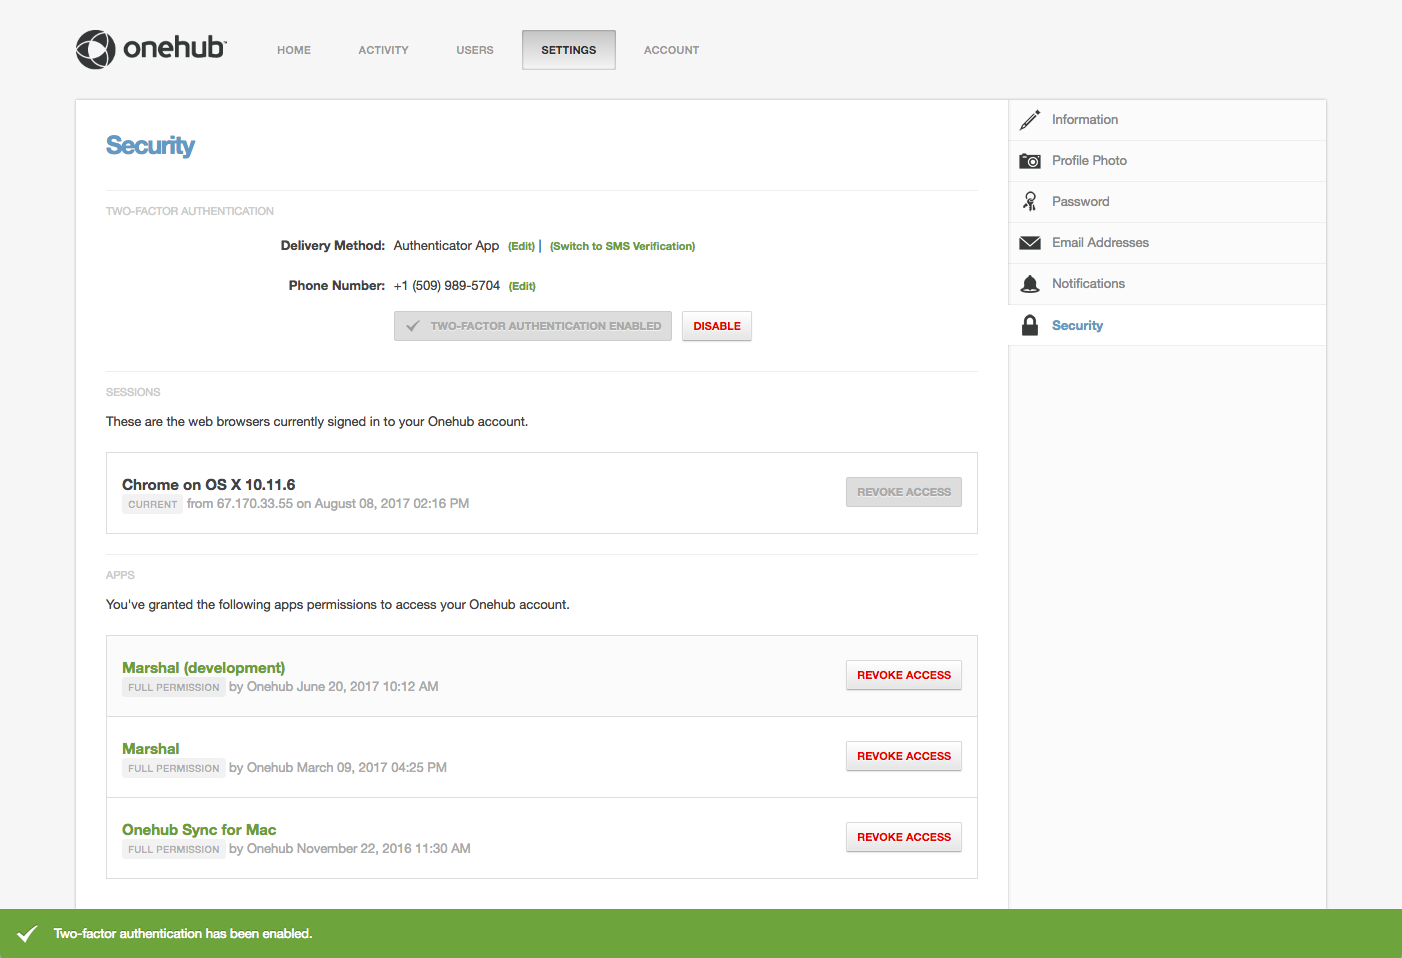 onehub™
HOME ACTIVITY USERS SETTINGS ACCOUNT
Security
TWO-FACTOR AUTHENTICATION
Delivery Method: Authenticator App (Edit) | (Switch to SMS Verification)
Phone Number: +1 (509) 989-5704 (Edit)
TWO-FACTOR AUTHENTICATION ENABLED DISABLE
SESSIONS
These are the web browsers currently signed in to your Onehub account.
Chrome on OS X 10.11.6
CURRENT from 67.170.33.55 on August 08, 2017 02:16 PM
REVOKE ACCESS
APPS
You've granted the following apps permissions to access your Onehub account.
Marshal (development)
FULL PERMISSION by Onehub June 20, 2017 10:12 AM
REVOKE ACCESS
Marshal
FULL PERMISSION by Onehub March 09, 2017 04:25 PM
REVOKE ACCESS
Onehub Sync for Mac
FULL PERMISSION by Onehub November 22, 2016 11:30 AM
REVOKE ACCESS
Information
Profile Photo
Password
Email Addresses
Notifications
Security
Two-factor authentication has been enabled.